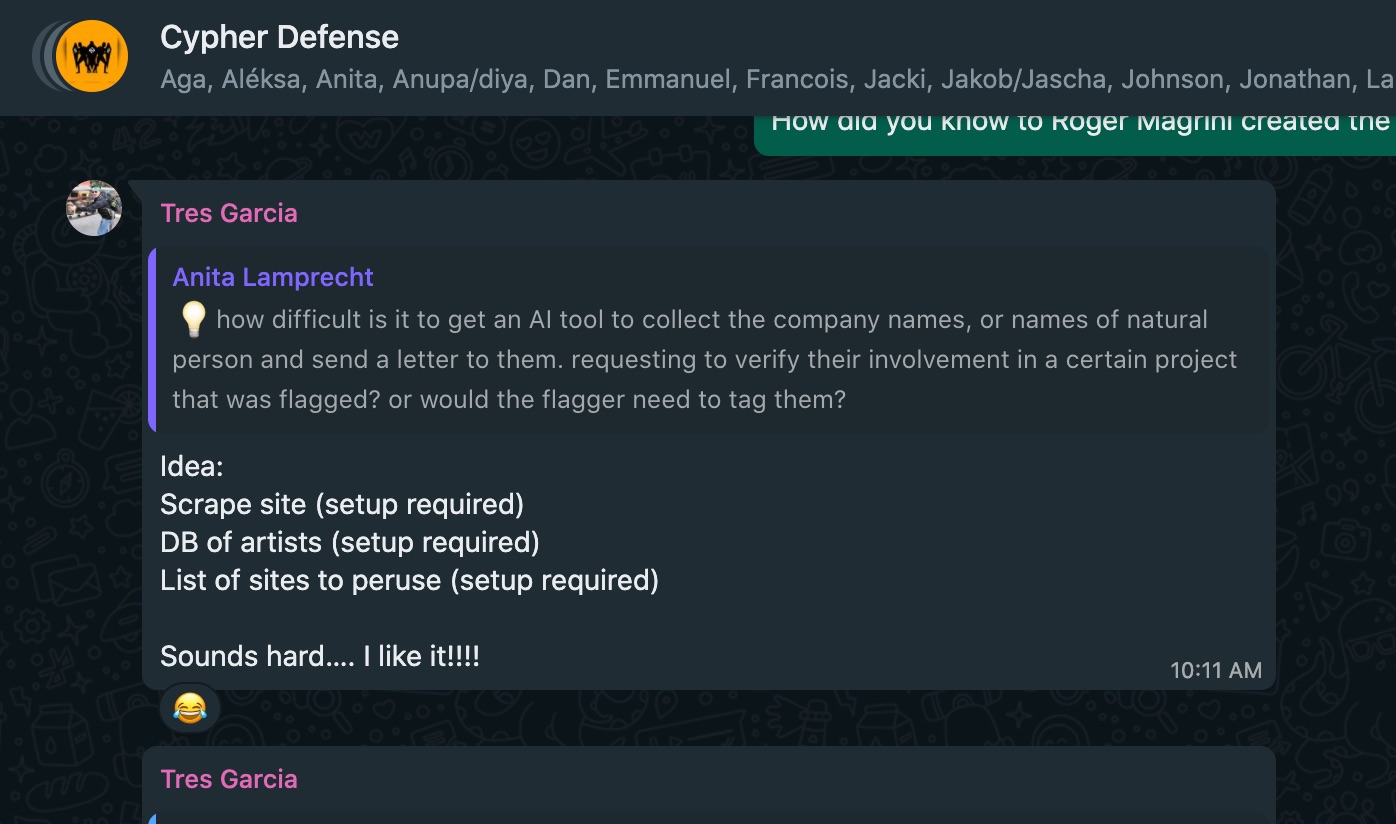 Cypher Defense
Aga, Aléksa, Anita, Anupa/diya, Dan, Emmanuel, Francois, Jacki, Jakob/Jascha, Johnson, Jonathan, La
How did you know to Roger Magrini created the
Tres Garcia
Anita Lamprecht
💡 how difficult is it to get an AI tool to collect the company names, or names of natural
person and send a letter to them. requesting to verify their involvement in a certain project
that was flagged? or would the flagger need to tag them?
Idea:
Scrape site (setup required)
DB of artists (setup required)
List of sites to peruse (setup required)
Sounds hard.... I like it!!!!
10:11 AM
😂
Tres Garcia